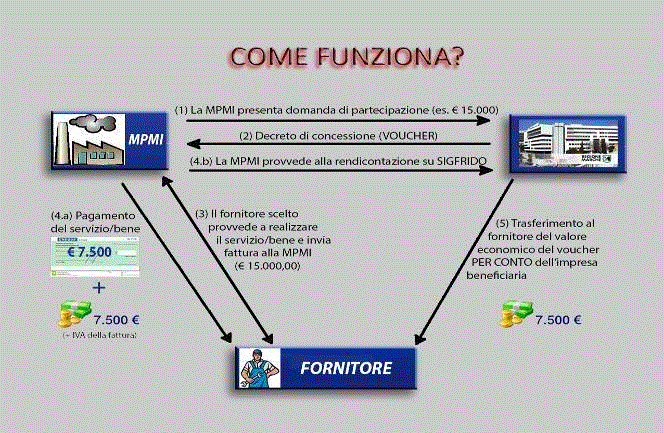 COME FUNZIONA?
(1) La MPMI presenta domanda di partecipazione (es. € 15.000)
MPMI
(2) Decreto di concessione (VOUCHER)
REGIONE
MARCHE
(4.b) La MPMI provvede alla rendicontazione su SIGFRIDO
(4.a) Pagamento
del servizio/bene
€ 7.500
+
7.500 €
(+ IVA della fattura)
(3) Il fornitore scelto
provvede a realizzare
il servizio/bene e invia
fattura alla MPMI
(€ 15.000,00)
(5) Trasferimento al
fornitore del valore
economico del voucher
PER CONTO dell'impresa
beneficiaria
7.500 €
FORNITORE